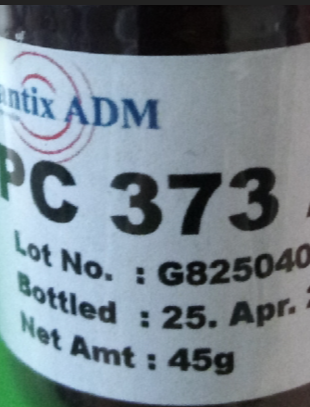 antix ADM
PC 373
Lot No. : G825040
Bottled : 25. Apr.
Net Amt : 45g